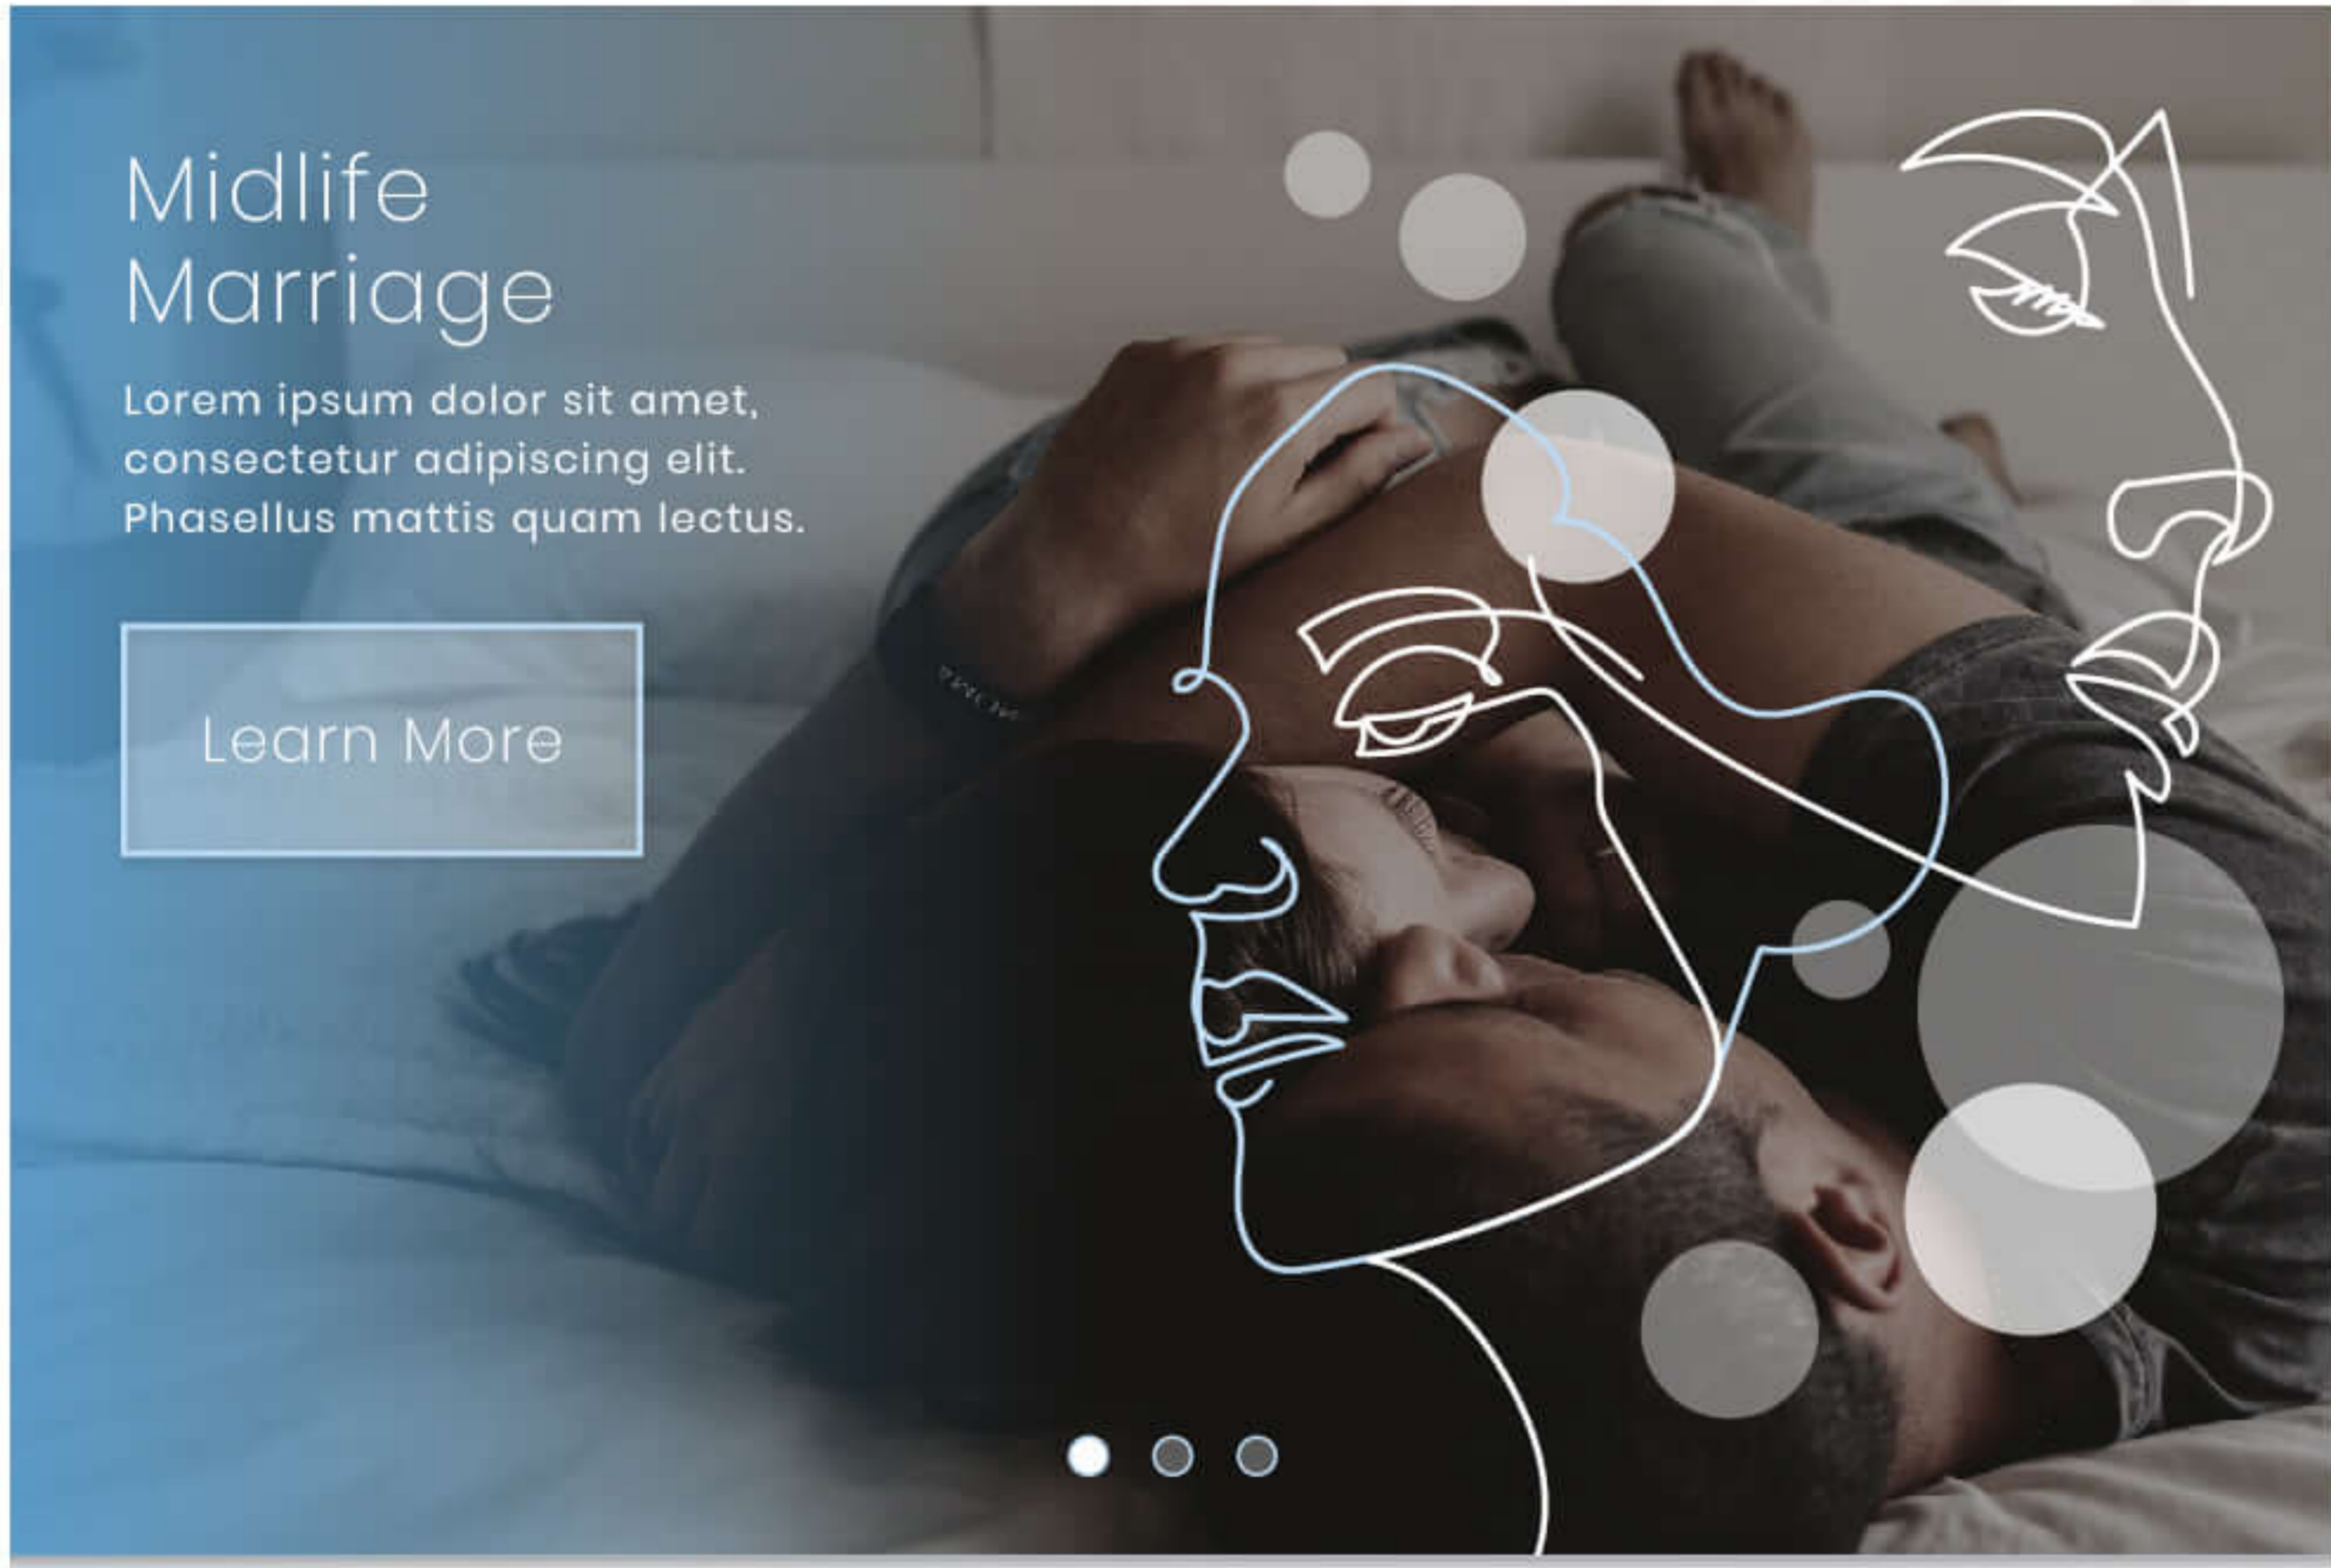 Midlife
Marriage
Lorem ipsum dolor sit amet,
consectetur adipiscing elit.
Phasellus mattis quam lectus.
Learn More